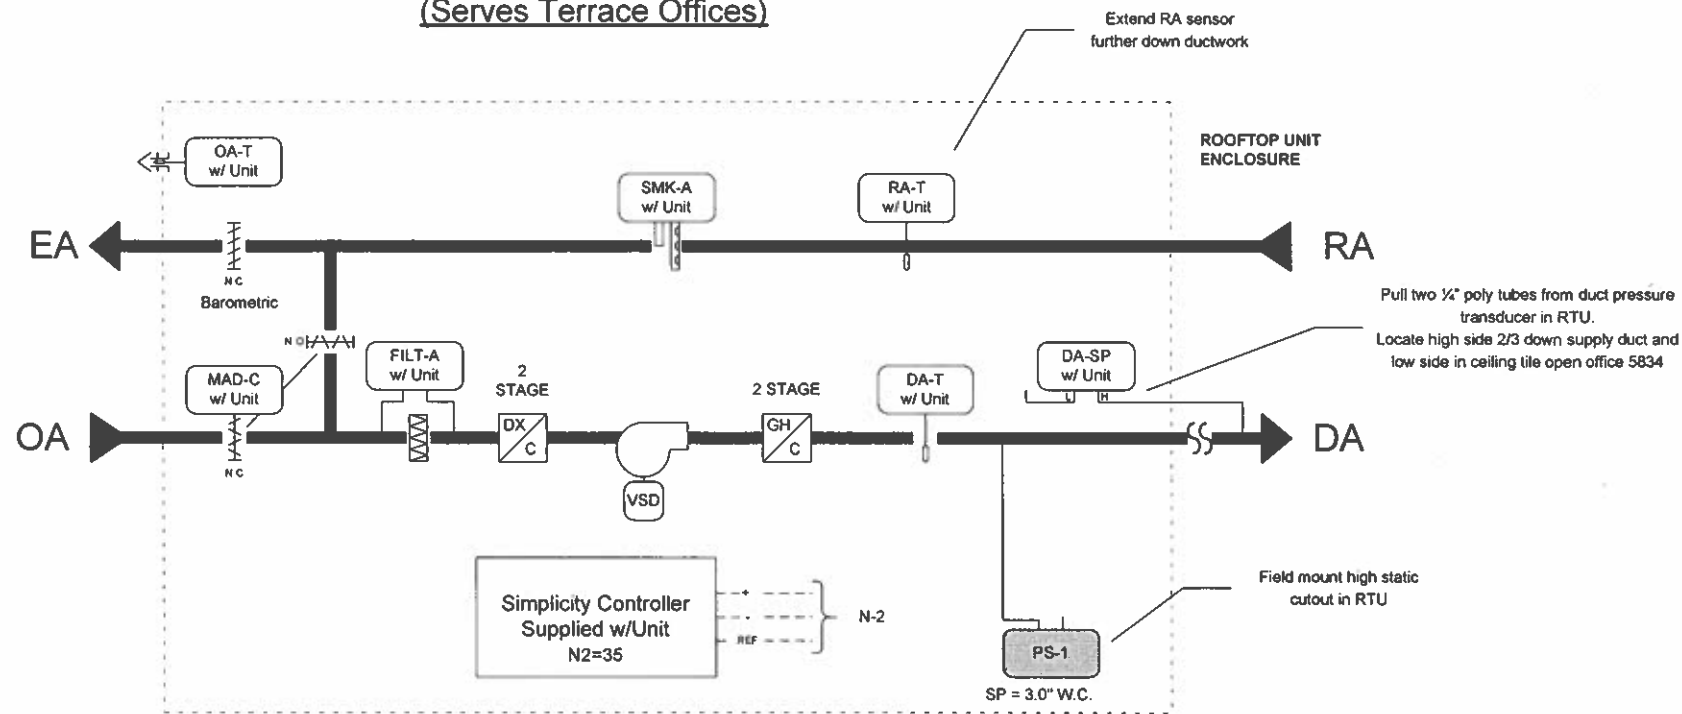 (Serves Terrace Offices)
Extend RA sensor
further down ductwork
ROOFTOP UNIT
ENCLOSURE
OA-T
w/ Unit
SMK-A
w/ Unit
RA-T
w/ Unit
EA
RA
N C
Barometric
Pull two ¼" poly tubes from duct pressure
transducer in RTU.
Locate high side 2/3 down supply duct and
low side in ceiling tile open office 5834
N O
FILT-A
w/ Unit
MAD-C
w/ Unit
2
STAGE
2 STAGE
DA-T
w/ Unit
DA-SP
w/ Unit
L
H
OA
DX
C
GH
C
DA
N C
VSD
Simplicity Controller
Supplied w/Unit
N2=35
+
-
REF
N-2
Field mount high static
cutout in RTU
PS-1
SP = 3.0" W.C.